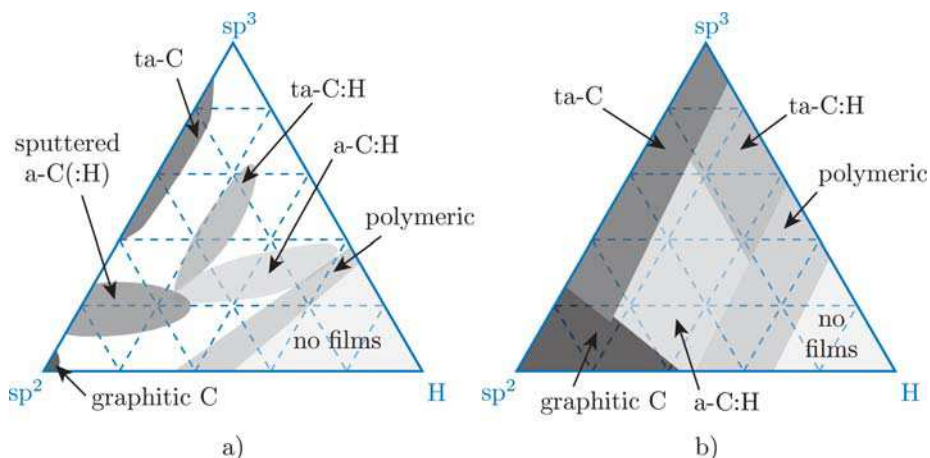 sp³
ta-C
ta-C:H
sputtered
a-C(:H)
a-C:H
polymeric
no films
sp²
H
graphitic C
a)
sp³
ta-C
ta-C:H
polymeric
no
films
sp²
H
graphitic C
a-C:H
b)